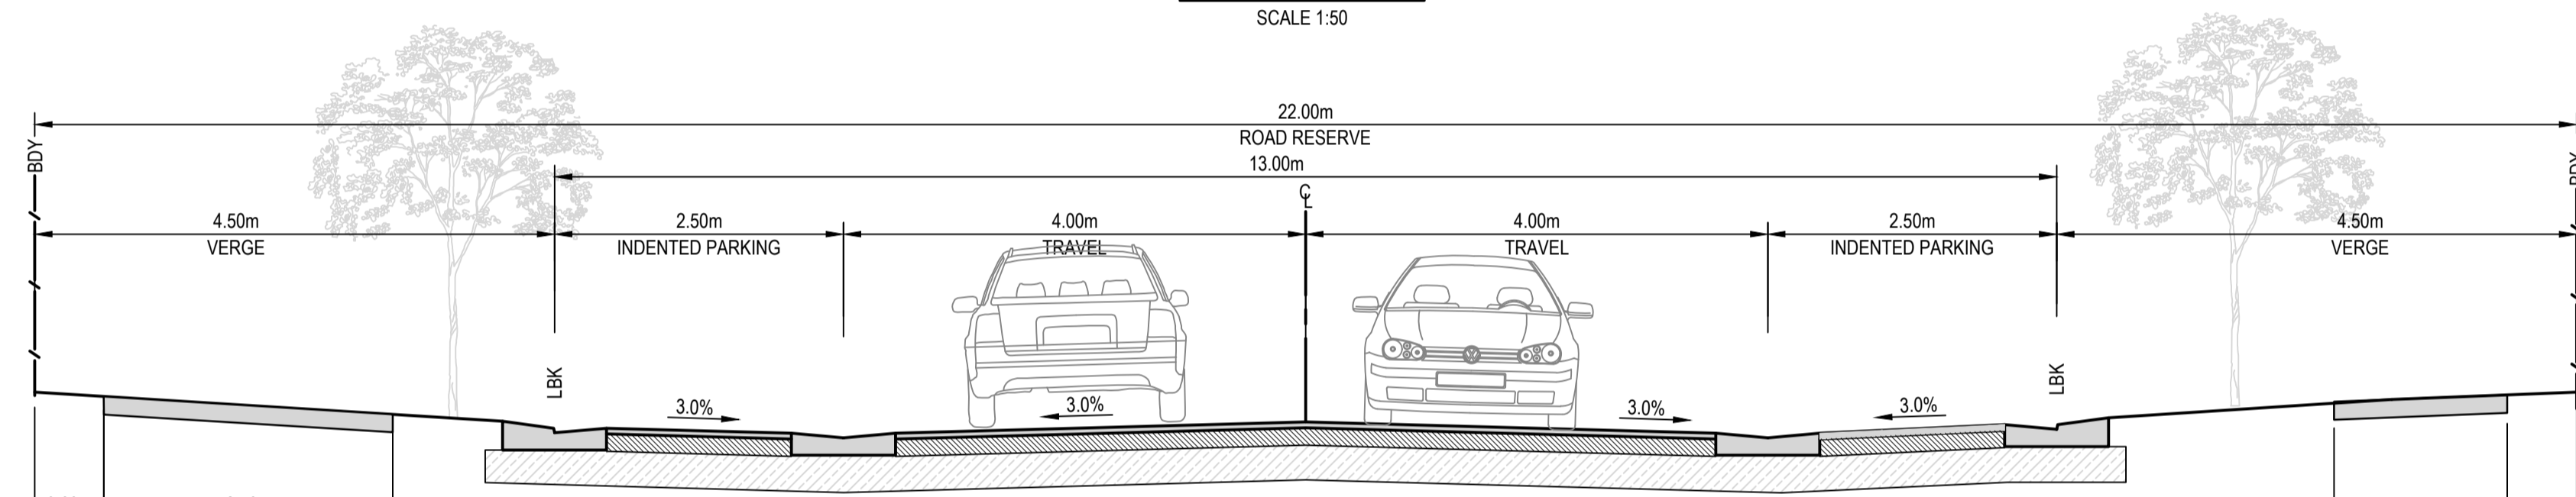 SCALE 1:50
22.00m
ROAD RESERVE
13.00m
BDY
BDY
CL
4.50m
VERGE
2.50m
INDENTED PARKING
4.00m
TRAVEL
4.00m
TRAVEL
2.50m
INDENTED PARKING
4.50m
VERGE
LBK
LBK
3.0%
3.0%
3.0%
3.0%